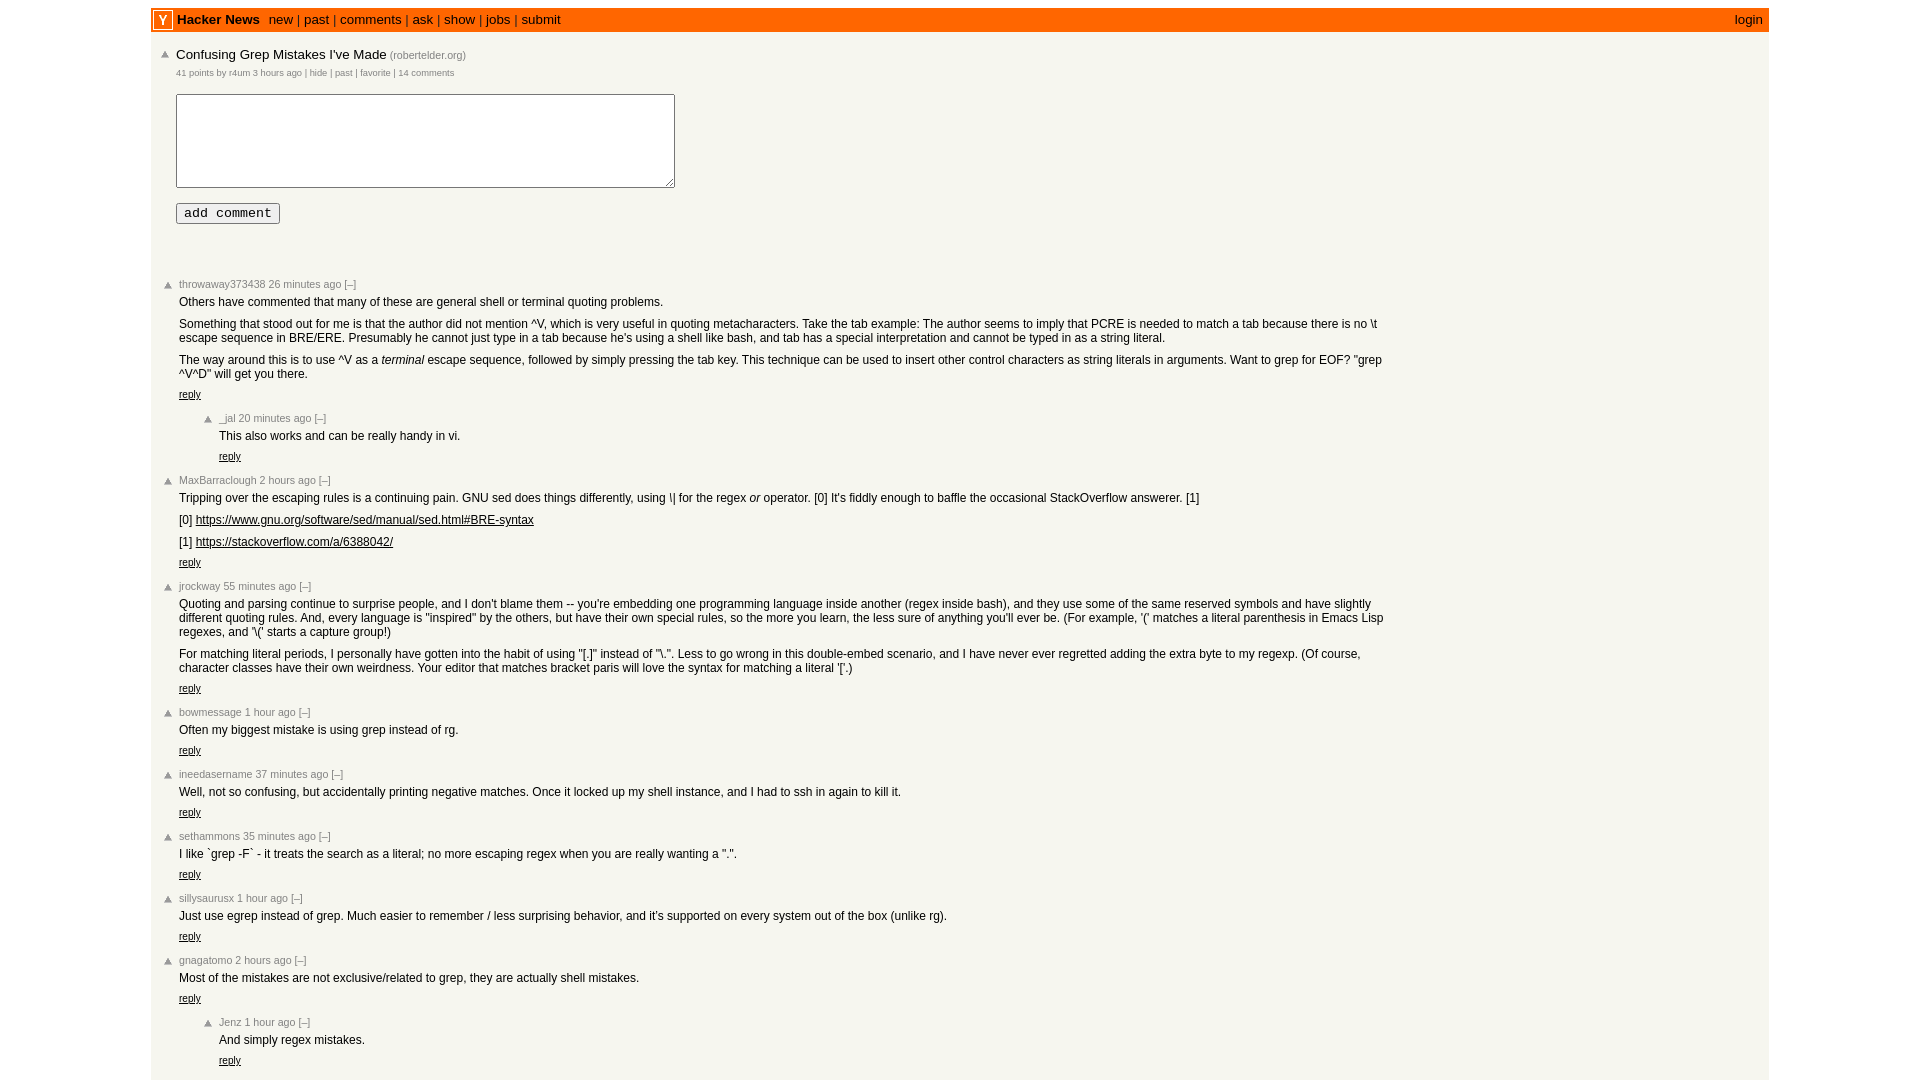 Y Hacker News new | past | comments | ask | show | jobs | submit login
Confusing Grep Mistakes I've Made (robertelder.org)
41 points by r4um 3 hours ago | hide | past | favorite | 14 comments
add comment
throwaway373438 26 minutes ago [–]
Others have commented that many of these are general shell or terminal quoting problems.
Something that stood out for me is that the author did not mention ^V, which is very useful in quoting metacharacters. Take the tab example: The author seems to imply that PCRE is needed to match a tab because there is no \t
escape sequence in BRE/ERE. Presumably he cannot just type in a tab because he's using a shell like bash, and tab has a special interpretation and cannot be typed in as a string literal.
The way around this is to use ^V as a terminal escape sequence, followed by simply pressing the tab key. This technique can be used to insert other control characters as string literals in arguments. Want to grep for EOF? "grep
^V^D" will get you there.
reply
_jal 20 minutes ago [–]
This also works and can be really handy in vi.
reply
MaxBarraclough 2 hours ago [–]
Tripping over the escaping rules is a continuing pain. GNU sed does things differently, using \| for the regex or operator. [0] It's fiddly enough to baffle the occasional StackOverflow answerer. [1]
[0] https://www.gnu.org/software/sed/manual/sed.html#BRE-syntax
[1] https://stackoverflow.com/a/6388042/
reply
jrockway 55 minutes ago [–]
Quoting and parsing continue to surprise people, and I don't blame them -- you're embedding one programming language inside another (regex inside bash), and they use some of the same reserved symbols and have slightly
different quoting rules. And, every language is "inspired" by the others, but have their own special rules, so the more you learn, the less sure of anything you'll ever be. (For example, '(' matches a literal parenthesis in Emacs Lisp
regexes, and '\(' starts a capture group!)
For matching literal periods, I personally have gotten into the habit of using "[.]" instead of "\.". Less to go wrong in this double-embed scenario, and I have never ever regretted adding the extra byte to my regexp. (Of course,
character classes have their own weirdness. Your editor that matches bracket paris will love the syntax for matching a literal '['.)
reply
bowmessage 1 hour ago [–]
Often my biggest mistake is using grep instead of rg.
reply
ineedasername 37 minutes ago [–]
Well, not so confusing, but accidentally printing negative matches. Once it locked up my shell instance, and I had to ssh in again to kill it.
reply
sethammons 35 minutes ago [–]
I like `grep -F` - it treats the search as a literal; no more escaping regex when you are really wanting a ".".
reply
sillysaurusx 1 hour ago [–]
Just use egrep instead of grep. Much easier to remember / less surprising behavior, and it’s supported on every system out of the box (unlike rg).
reply
gnagatomo 2 hours ago [–]
Most of the mistakes are not exclusive/related to grep, they are actually shell mistakes.
reply
Jenz 1 hour ago [–]
And simply regex mistakes.
reply